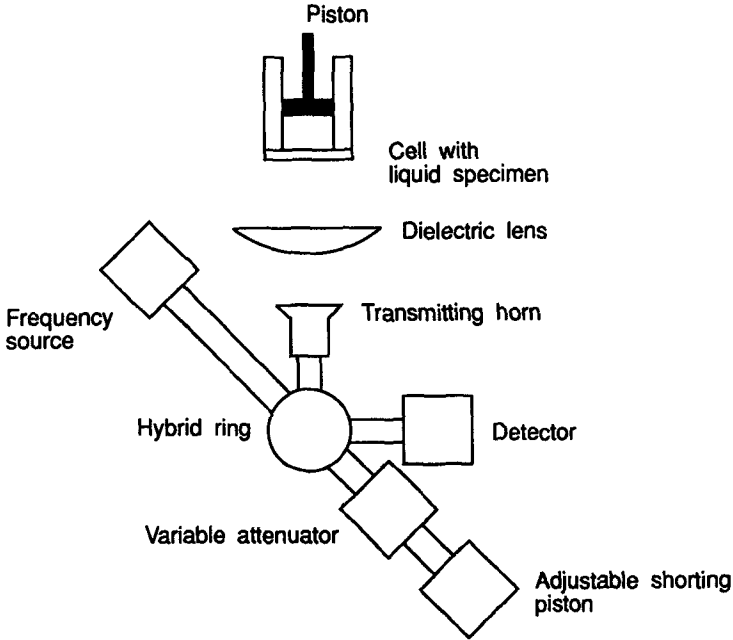 Piston
Cell with
liquid specimen
Dielectric lens
Frequency
source
Transmitting horn
Hybrid ring
Detector
Variable attenuator
Adjustable shorting
piston